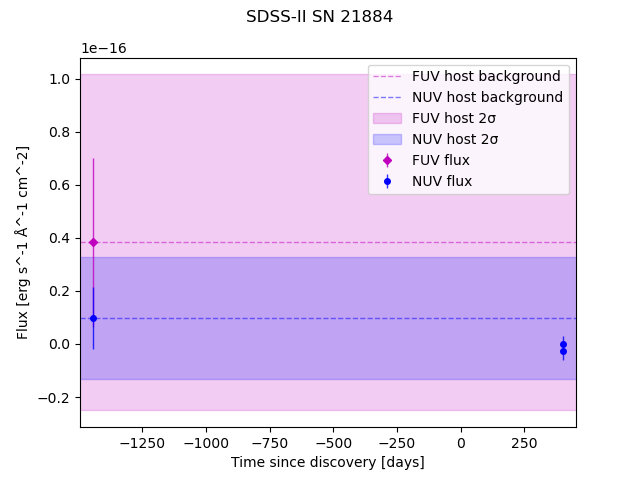 SDSS-II SN 21884
1e−16
FUV host background
NUV host background
FUV host 2σ
NUV host 2σ
FUV flux
NUV flux
1.0
0.8
0.6
0.4
0.2
0.0
−0.2
Flux [erg s^-1 Å^-1 cm^-2]
−1250 −1000 −750 −500 −250 0 250
Time since discovery [days]